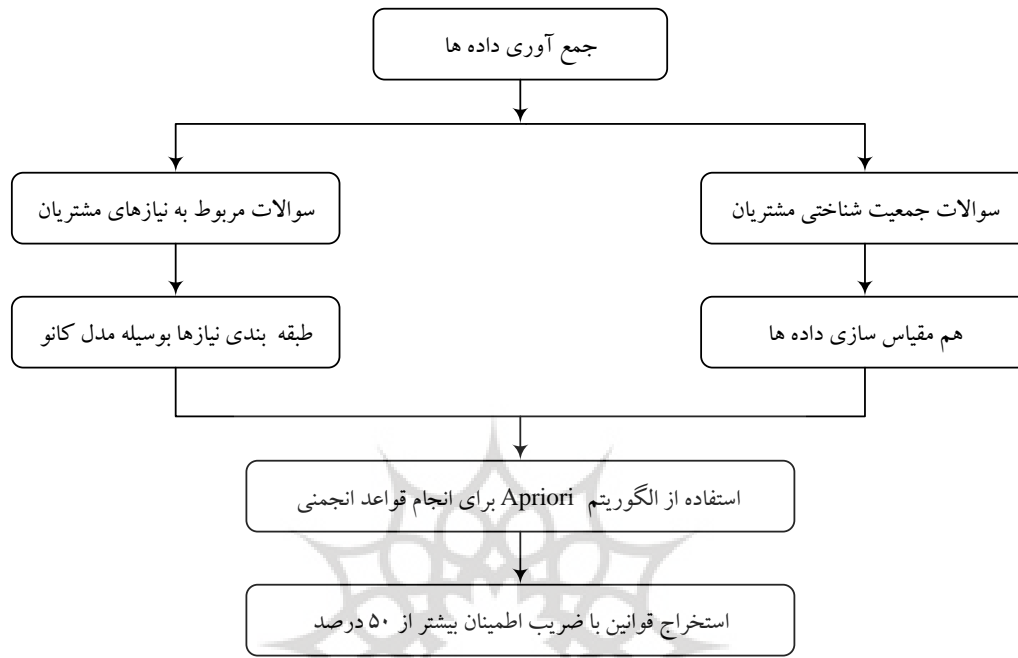 جمع آوری داده ها
سوالات جمعیت شناختی مشتریان
سوالات مربوط به نیازهای مشتریان
هم مقیاس سازی داده ها
طبقه بندی نیازها بوسیله مدل کانو
استفاده از الگوریتم Apriori برای انجام قواعد انجمنی
استخراج قوانین با ضریب اطمینان بیشتر از ۵۰ درصد